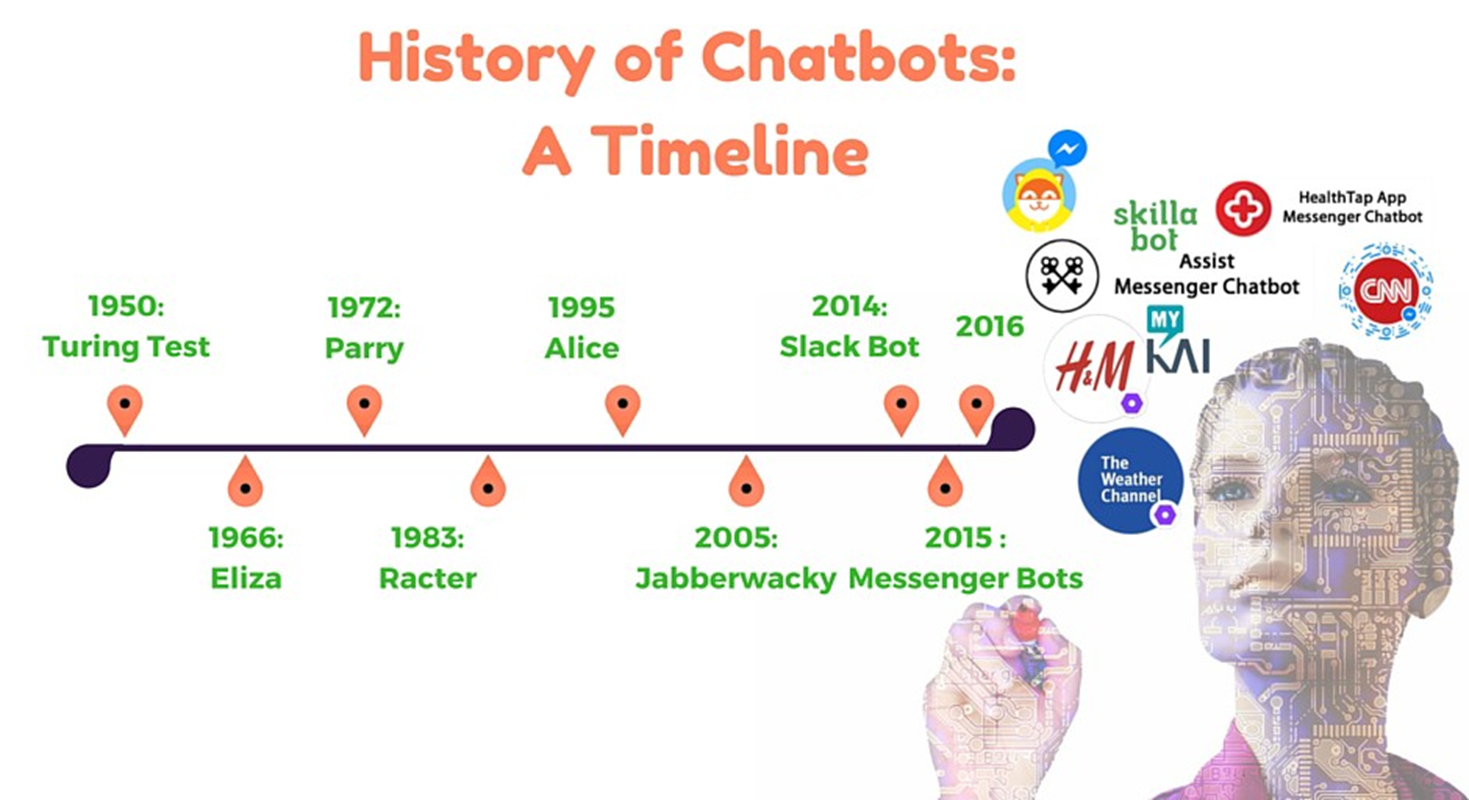 History of Chatbots:
A Timeline
1950:
Turing Test
1972:
Parry
1995
Alice
2014:
Slack Bot
2016
1966:
Eliza
1983:
Racter
2005:
Jabberwacky
2015 :
Messenger Bots
skilla
bot
HealthTap App
Messenger Chatbot
Assist
Messenger Chatbot
CNN
H&M
MY
KAI
The
Weather
Channel